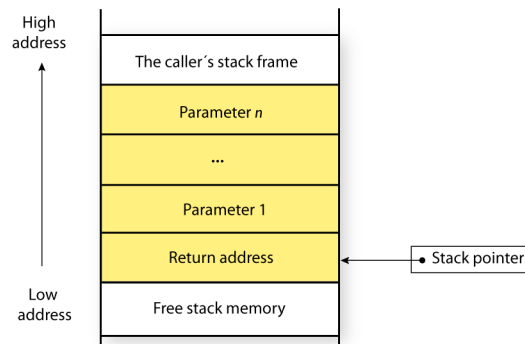 High
address
The caller´s stack frame
Parameter n
...
Parameter 1
Return address
Stack pointer
Low
address
Free stack memory